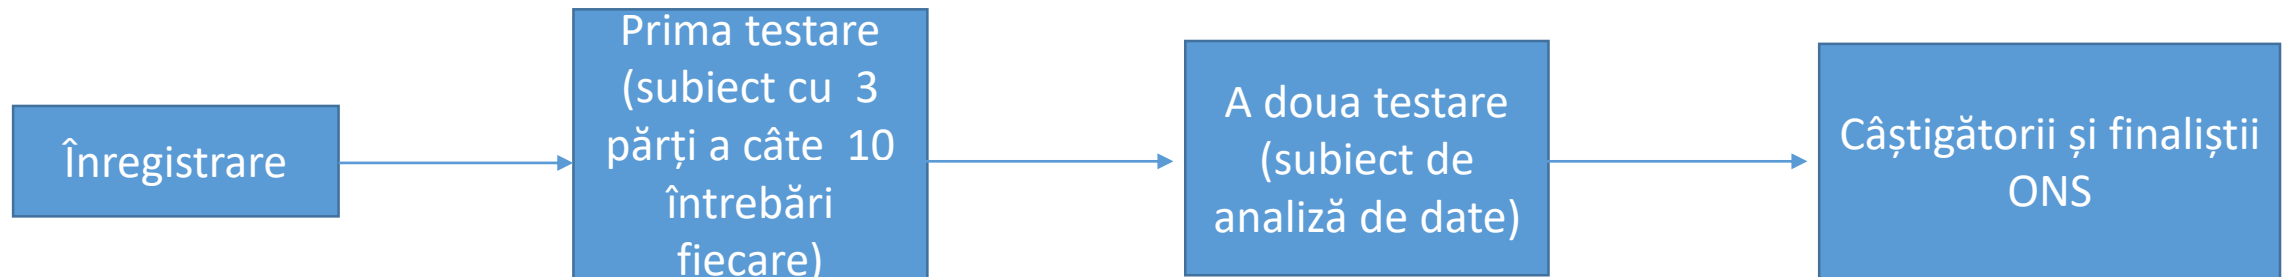 Înregistrare
Prima testare
(subiect cu 3
părți a câte 10
întrebări
fiecare)
A doua testare
(subiect de
analiză de date)
Câștigătorii și finaliștii
ONS